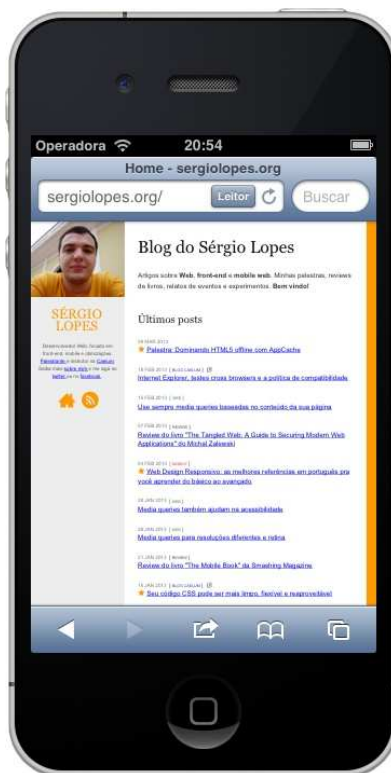 Operadora 20:54
Home - sergiolopes.org
sergiolopes.org/ Leitor Buscar
Blog do Sérgio Lopes
Artigos sobre Web, front-end e mobile web. Minhas palestras, reviews
de livros, relatos de eventos e experimentos. Bem vindo!
SÉRGIO
LOPES
Últimos posts
Palestra: Dominando HTML5 offline com AppCache
Internet Explorer, testes cross browsers e a política de compatibilidade
Use sempre media queries baseadas no conteúdo da sua página
Review do livro "The Tangled Web: A Guide to Securing Modern Web
Applications" do Michal Zalewski
Web Design Responsivo: as melhores referências em português pra
você aprender do básico ao avançado
Media queries também ajudam na acessibilidade
Media queries para resoluções diferentes e retina
Review do livro "The Mobile Book" da Smashing Magazine
Seu código CSS pode ser mais limpo, flexível e reaproveitável